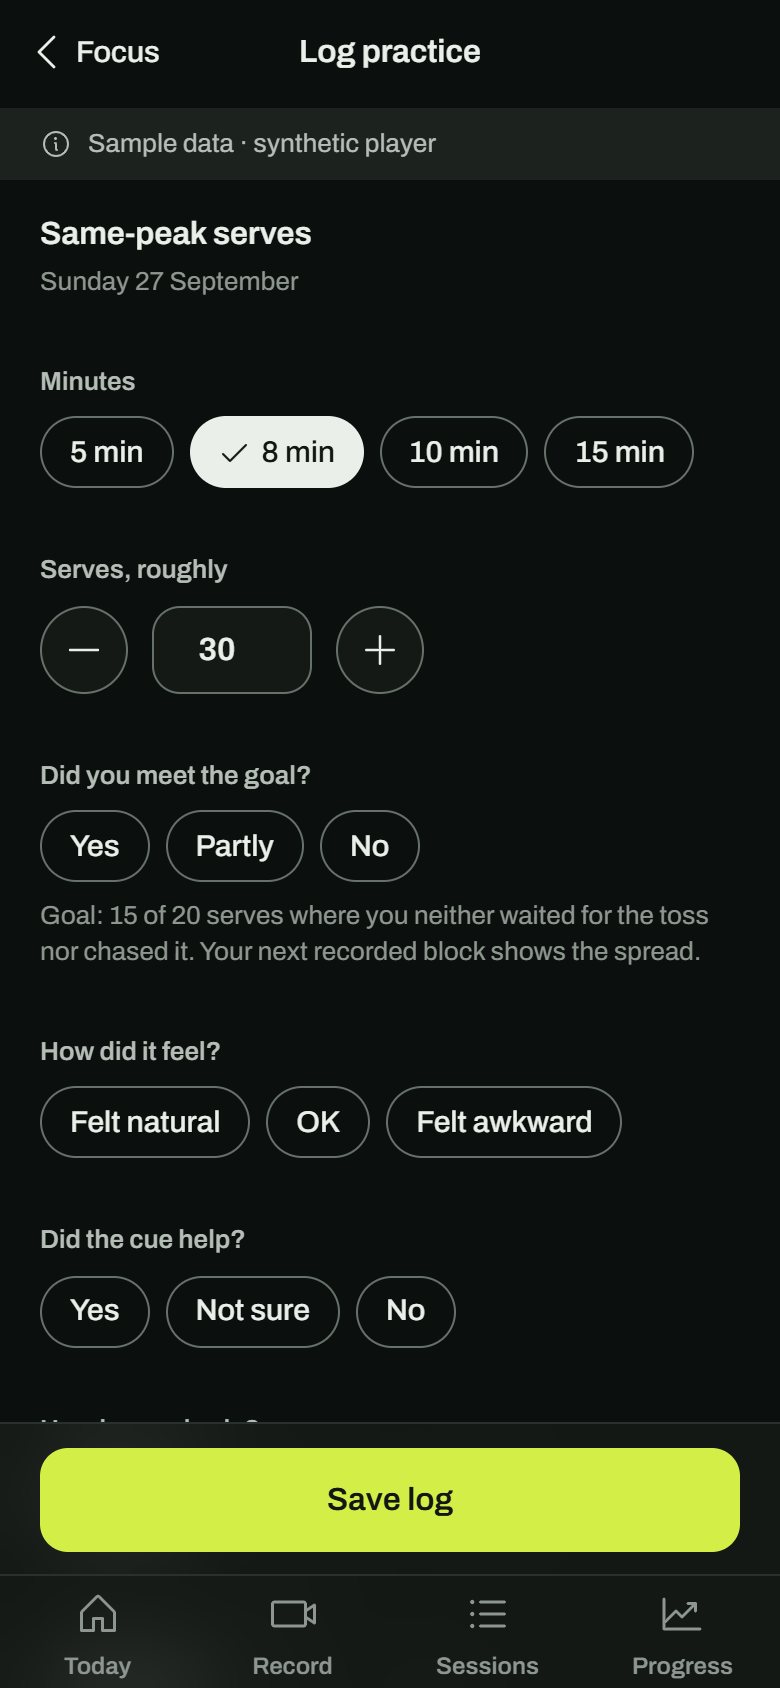 Focus
Log practice
Sample data · synthetic player
Same-peak serves
Sunday 27 September
Minutes
5 min
8 min
10 min
15 min
Serves, roughly
30
Did you meet the goal?
Yes
Partly
No
Goal: 15 of 20 serves where you neither waited for the toss
nor chased it. Your next recorded block shows the spread.
How did it feel?
Felt natural
OK
Felt awkward
Did the cue help?
Yes
Not sure
No
Save log
Today
Record
Sessions
Progress